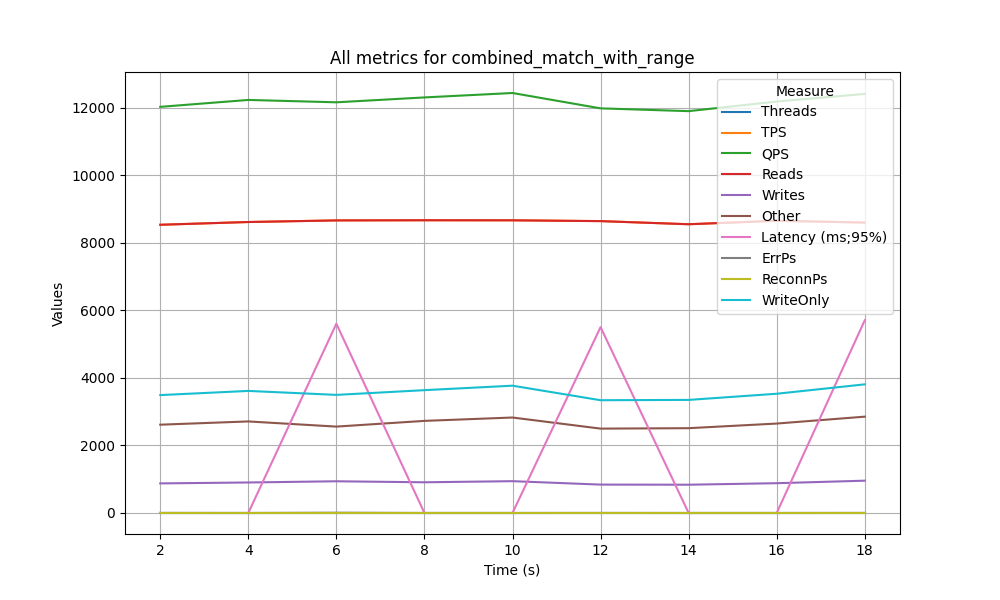 All metrics for combined_match_with_range
Measure
Threads
TPS
QPS
Reads
Writes
Other
Latency (ms;95%)
ErrPs
ReconnPs
WriteOnly
Values
12000
10000
8000
6000
4000
2000
0
2 4 6 8 10 12 14 16 18
Time (s)